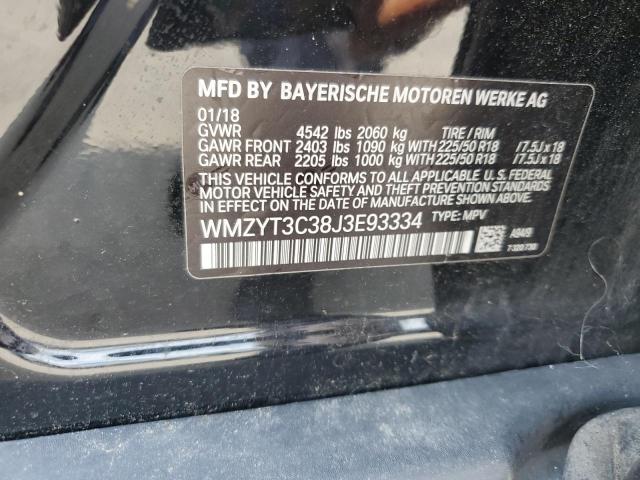 MFD BY BAYERISCHE MOTOREN WERKE AG
01/18
GVWR 4542 lbs 2060 kg TIRE / RIM
GAWR FRONT 2403 lbs 1090 kg WITH 225/50 R18 /7.5J x 18
GAWR REAR 2205 lbs 1000 kg WITH 225/50 R18 /7.5J x 18
THIS VEHICLE CONFORMS TO ALL APPLICABLE U. S. FEDERAL
MOTOR VEHICLE SAFETY AND THEFT PREVENTION STANDARDS
IN EFFECT ON THE DATE OF MANUFACTURE SHOWN ABOVE.
WMZYT3C38J3E93334 TYPE: MPV